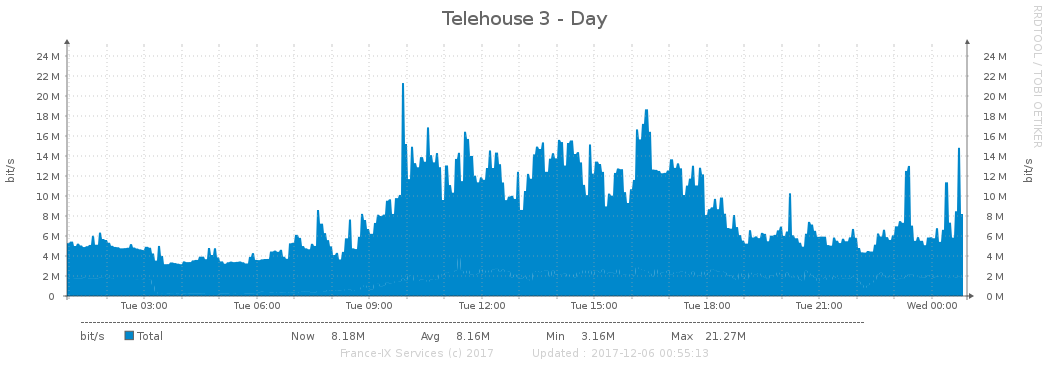 Telehouse 3 - Day
RRDTOOL / TOBI OETIKER
bit/s
24 M 24 M
22 M 22 M
20 M 20 M
18 M 18 M
16 M 16 M
14 M 14 M
12 M 12 M
10 M 10 M
8 M 8 M
6 M 6 M
4 M 4 M
2 M 2 M
0 0 M
bit/s
Tue 03:00 Tue 06:00 Tue 09:00 Tue 12:00 Tue 15:00 Tue 18:00 Tue 21:00 Wed 00:00
bit/s Total Now 8.18M Avg 8.16M Min 3.16M Max 21.27M
France-IX Services (c) 2017 Updated : 2017-12-06 00:55:13